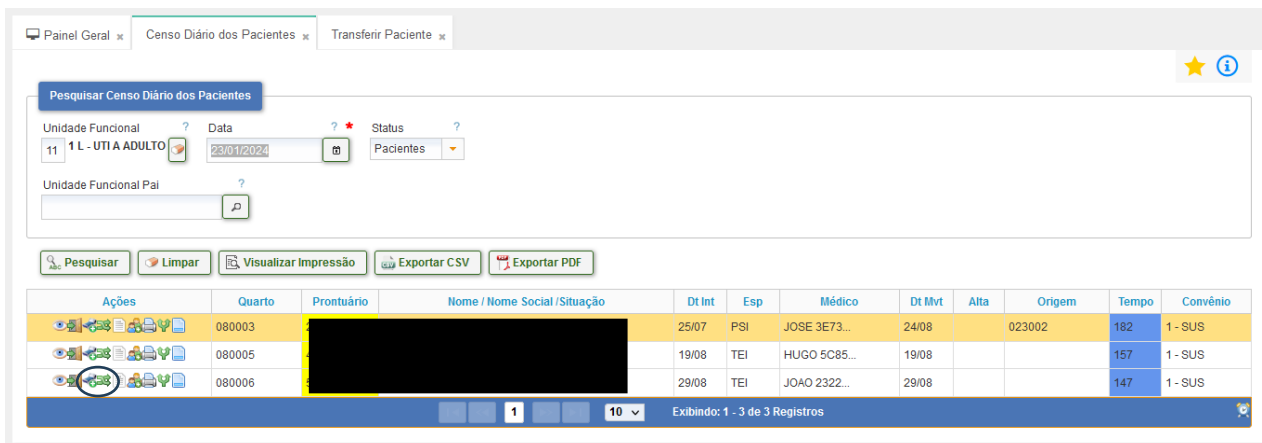 Painel Geral Censo Diário dos Pacientes Transferir Paciente
Pesquisar Censo Diário dos Pacientes
Unidade Funcional ? Data ? * Status ?
11 1 L - UTI A ADULTO 23/01/2024 Pacientes
Unidade Funcional Pai ?
Pesquisar Limpar Visualizar Impressão Exportar CSV Exportar PDF
Ações Quarto Prontuário Nome / Nome Social /Situação Dt Int Esp Médico Dt Mvt Alta Origem Tempo Convênio
080003 25/07 PSI JOSE 3E73... 24/08 023002 182 1 - SUS
080005 19/08 TEI HUGO 5C85... 19/08 157 1 - SUS
080006 29/08 TEI JOAO 2322... 29/08 147 1 - SUS
1 10 Exibindo: 1 - 3 de 3 Registros